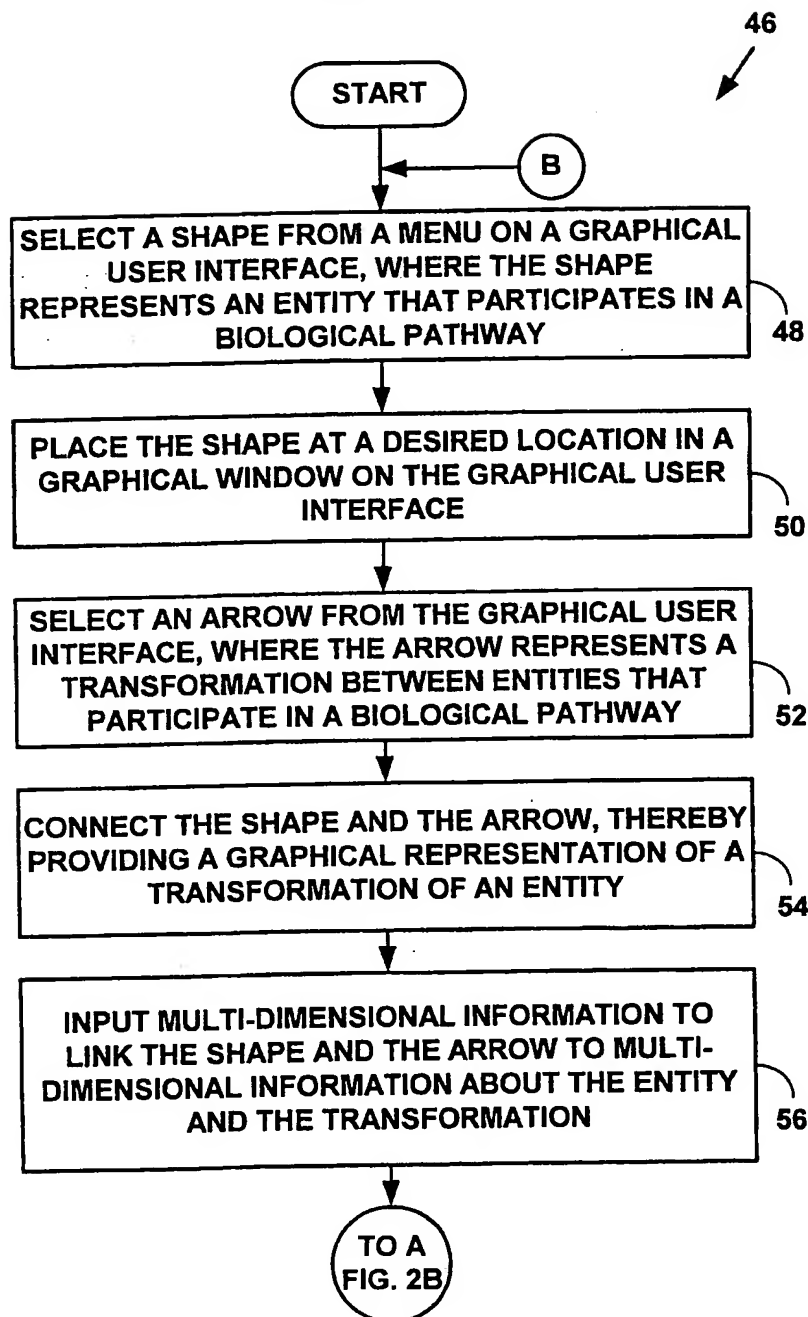 46
START
B
SELECT A SHAPE FROM A MENU ON A GRAPHICAL
USER INTERFACE, WHERE THE SHAPE
REPRESENTS AN ENTITY THAT PARTICIPATES IN A
BIOLOGICAL PATHWAY
48
PLACE THE SHAPE AT A DESIRED LOCATION IN A
GRAPHICAL WINDOW ON THE GRAPHICAL USER
INTERFACE
50
SELECT AN ARROW FROM THE GRAPHICAL USER
INTERFACE, WHERE THE ARROW REPRESENTS A
TRANSFORMATION BETWEEN ENTITIES THAT
PARTICIPATE IN A BIOLOGICAL PATHWAY
52
CONNECT THE SHAPE AND THE ARROW, THEREBY
PROVIDING A GRAPHICAL REPRESENTATION OF A
TRANSFORMATION OF AN ENTITY
54
INPUT MULTI-DIMENSIONAL INFORMATION TO
LINK THE SHAPE AND THE ARROW TO MULTI-
DIMENSIONAL INFORMATION ABOUT THE ENTITY
AND THE TRANSFORMATION
56
TO A
FIG. 2B